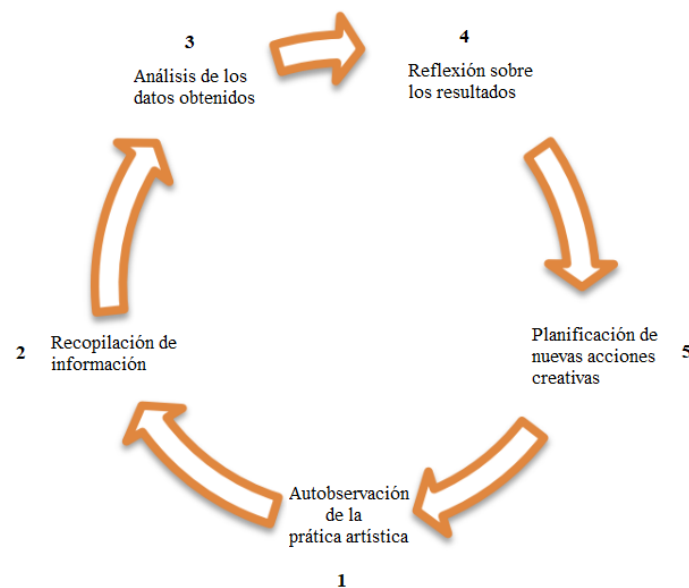 3
Análisis de los
datos obtenidos
4
Reflexión sobre
los resultados
2
Recopilación de
información
Planificación de
nuevas acciones
creativas
5
Autobservación
de la
prática artística
1